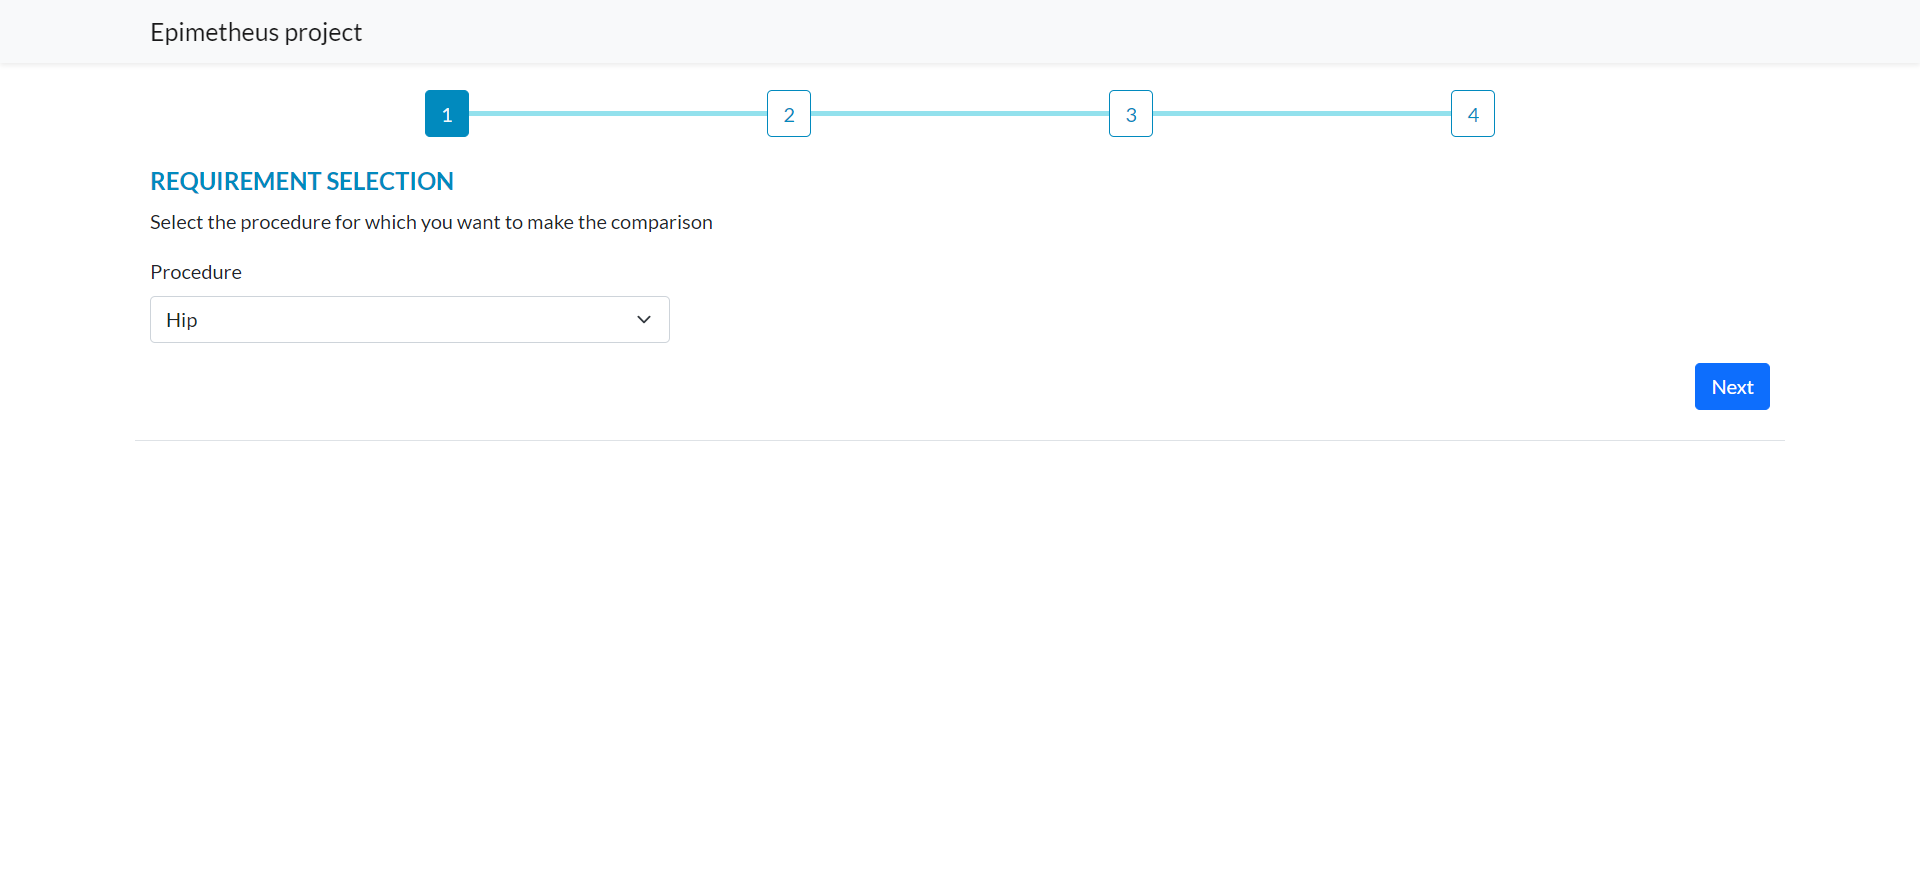 Epimetheus project
1 2 3 4
REQUIREMENT SELECTION
Select the procedure for which you want to make the comparison
Procedure
Hip
Next